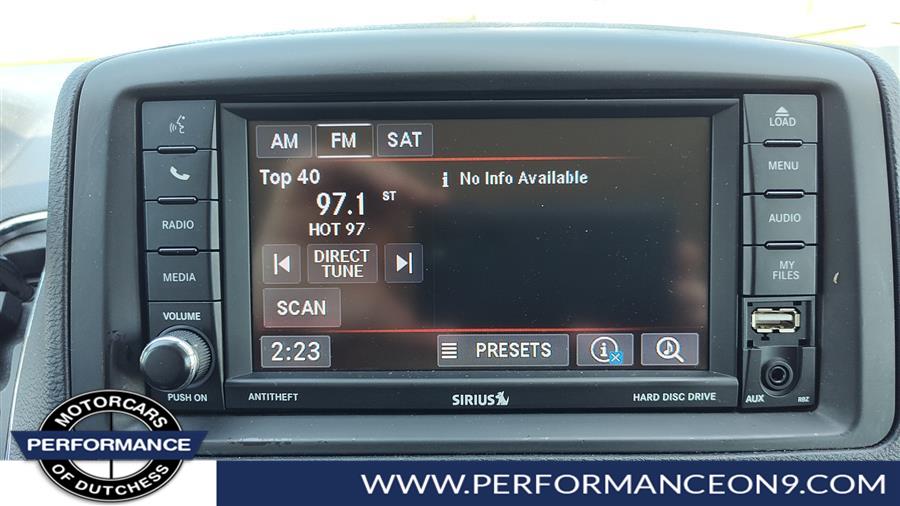 AM FM SAT
Top 40
97.1 ST
HOT 97
i No Info Available
DIRECT
TUNE
SCAN
2:23
PRESETS
RADIO
MEDIA
VOLUME
PUSH ON
LOAD
MENU
AUDIO
MY
FILES
AUX RBZ
ANTITHEFT
SIRIUS
HARD DISC DRIVE
MOTORCARS
PERFORMANCE
OF DUTCHESS
WWW.PERFORMANCEON9.COM